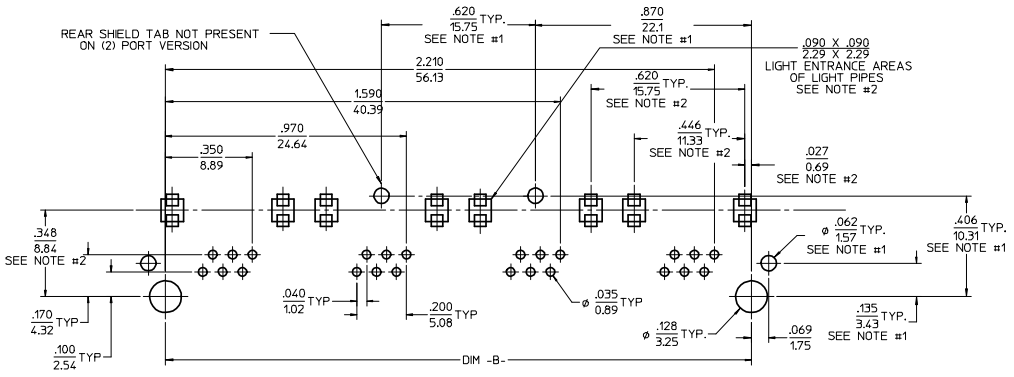 .620 TYP.
15.75
SEE NOTE #1
.870
22.1
SEE NOTE #1
REAR SHIELD TAB NOT PRESENT
ON (2) PORT VERSION
.090 X .090
2.29 X 2.29
LIGHT ENTRANCE AREAS
OF LIGHT PIPES
SEE NOTE #2
2.210
56.13
.620 TYP.
15.75
SEE NOTE #2
1.590
40.39
.446 TYP.
11.33
SEE NOTE #2
.970
24.64
.350
8.89
.027
0.69
SEE NOTE #2
.348
8.84
SEE NOTE #2
ø .062 TYP.
1.57
SEE NOTE #1
.406 TYP.
10.31
SEE NOTE #1
.170 TYP
4.32
.040 TYP
1.02
.200 TYP
5.08
ø .035 TYP
0.89
ø .128 TYP.
3.25
.069
1.75
.135 TYP.
3.43
SEE NOTE #1
.100 TYP
2.54
DIM -B-